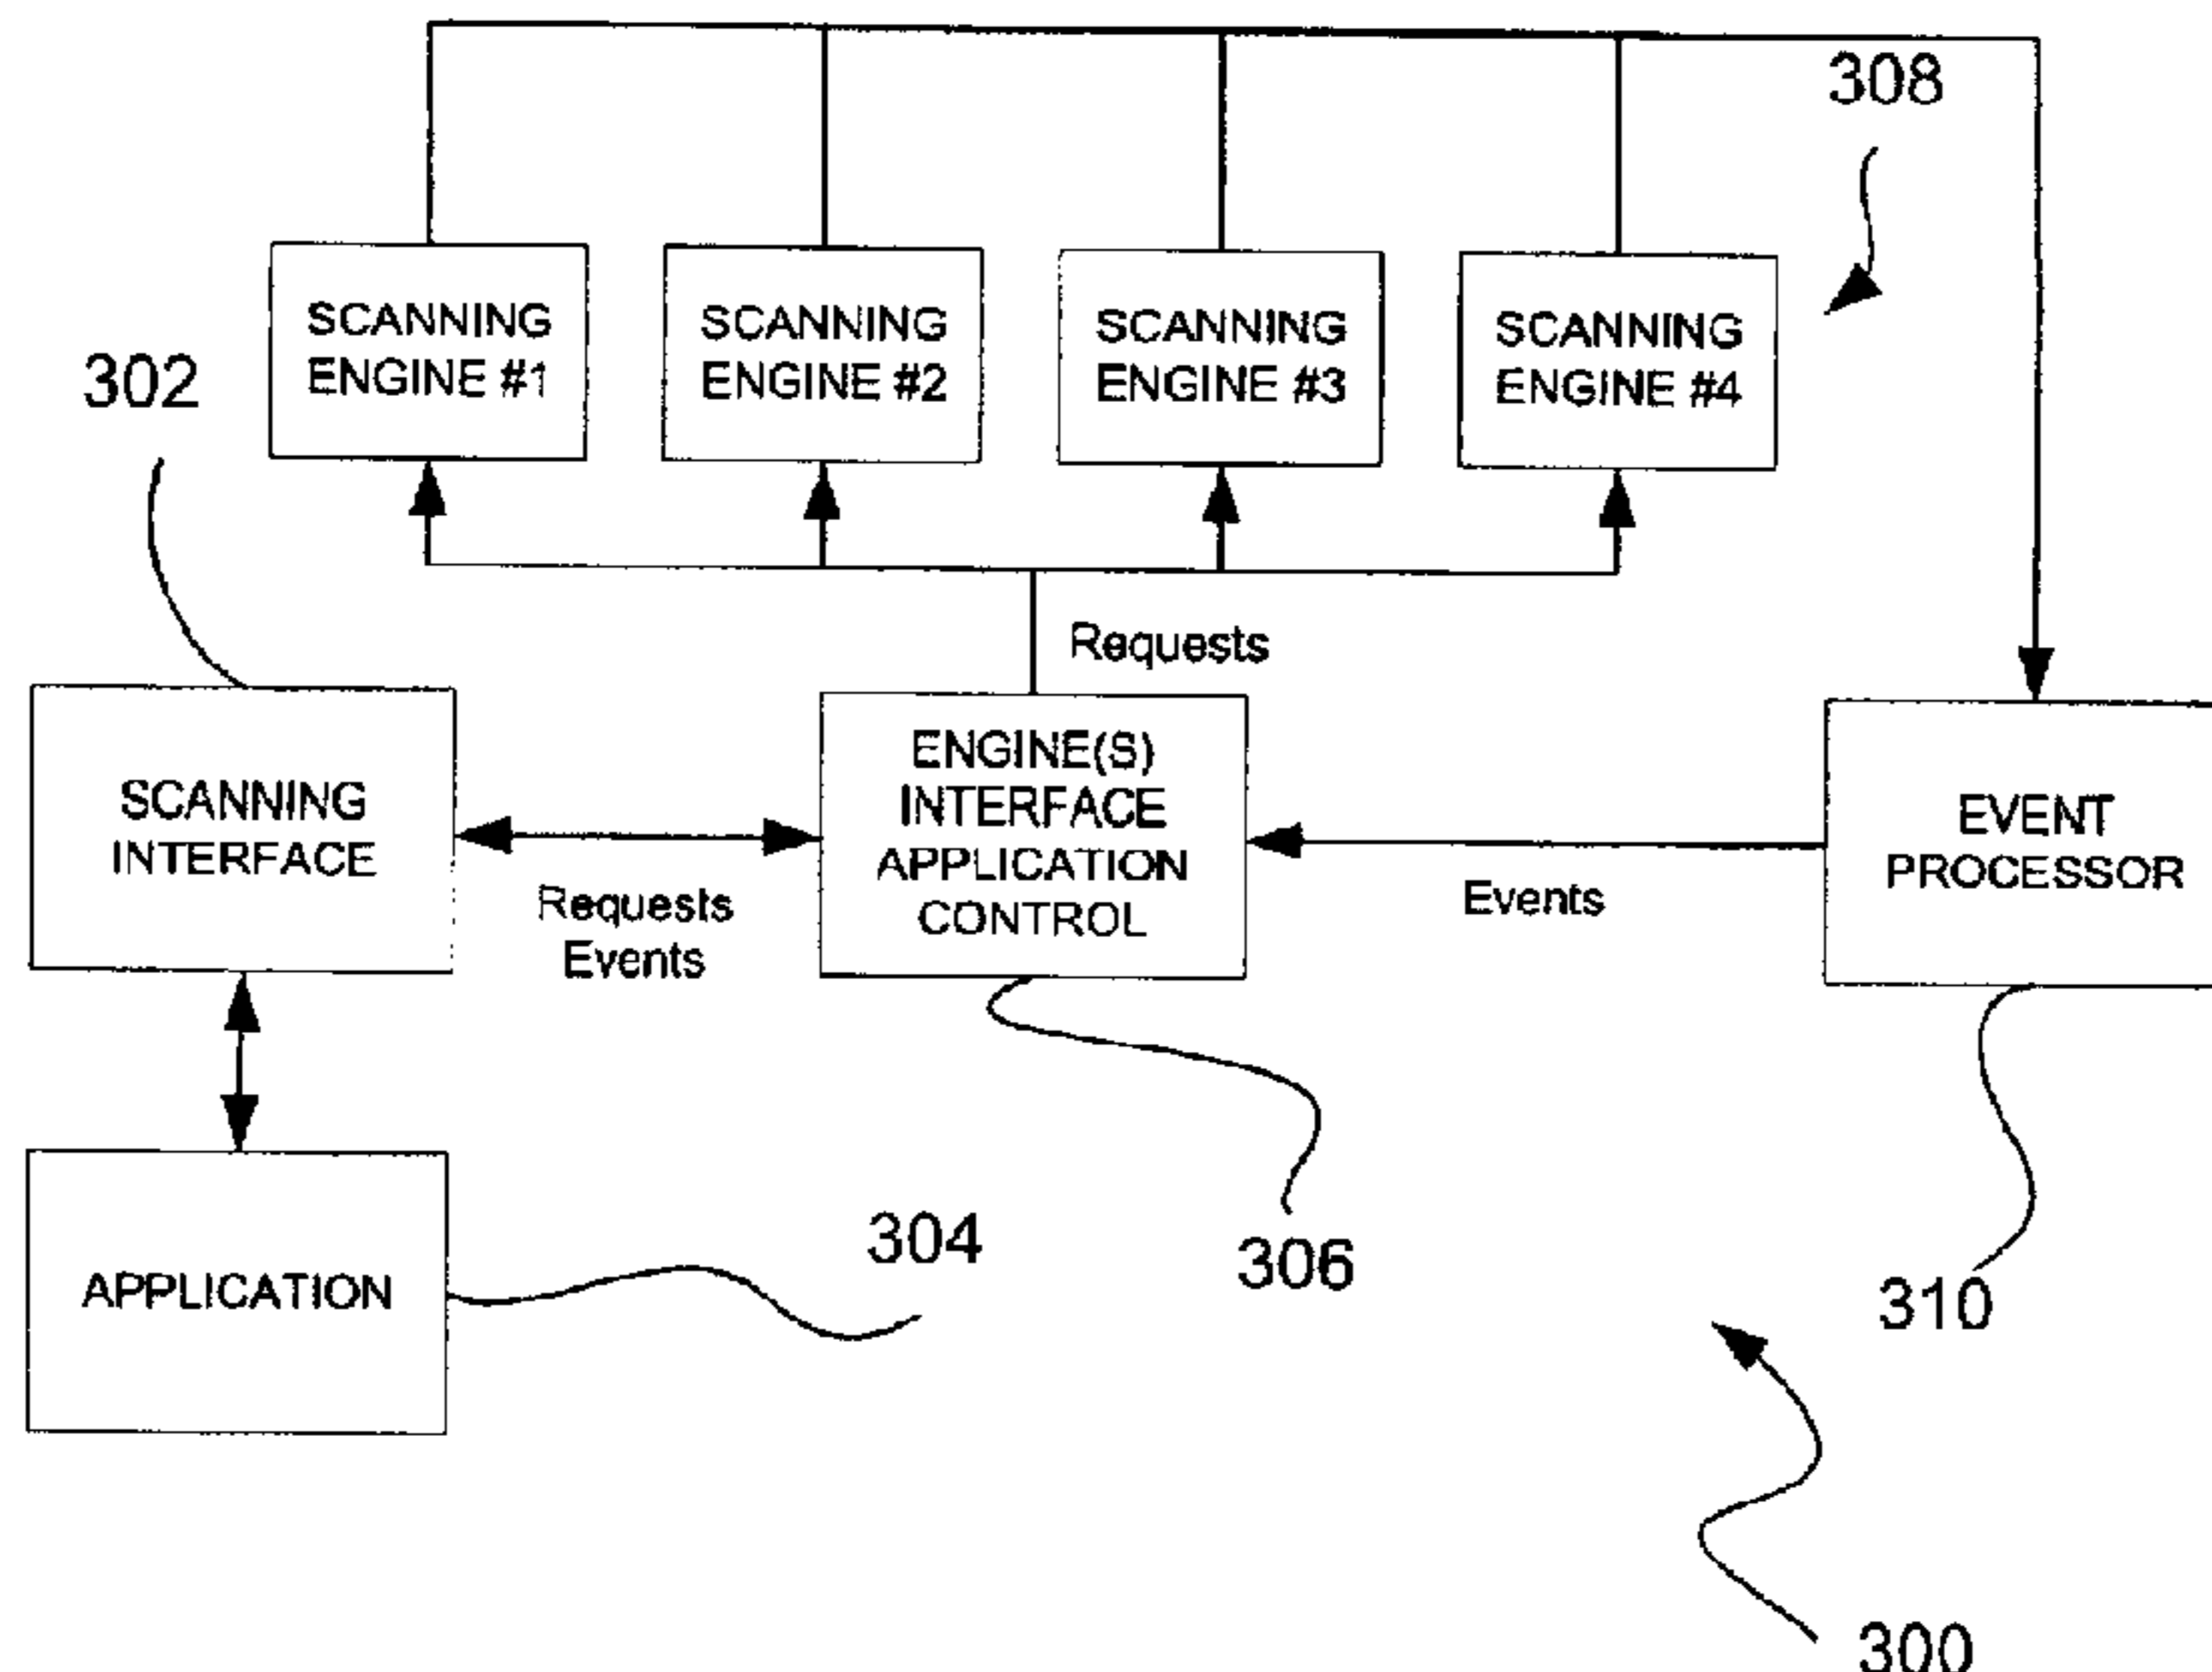 308
SCANNING
ENGINE #1
SCANNING
ENGINE #2
SCANNING
ENGINE #3
SCANNING
ENGINE #4
302
Requests
SCANNING
INTERFACE
Requests
Events
ENGINE(S)
INTERFACE
APPLICATION
CONTROL
Events
EVENT
PROCESSOR
APPLICATION
304
306
310
300